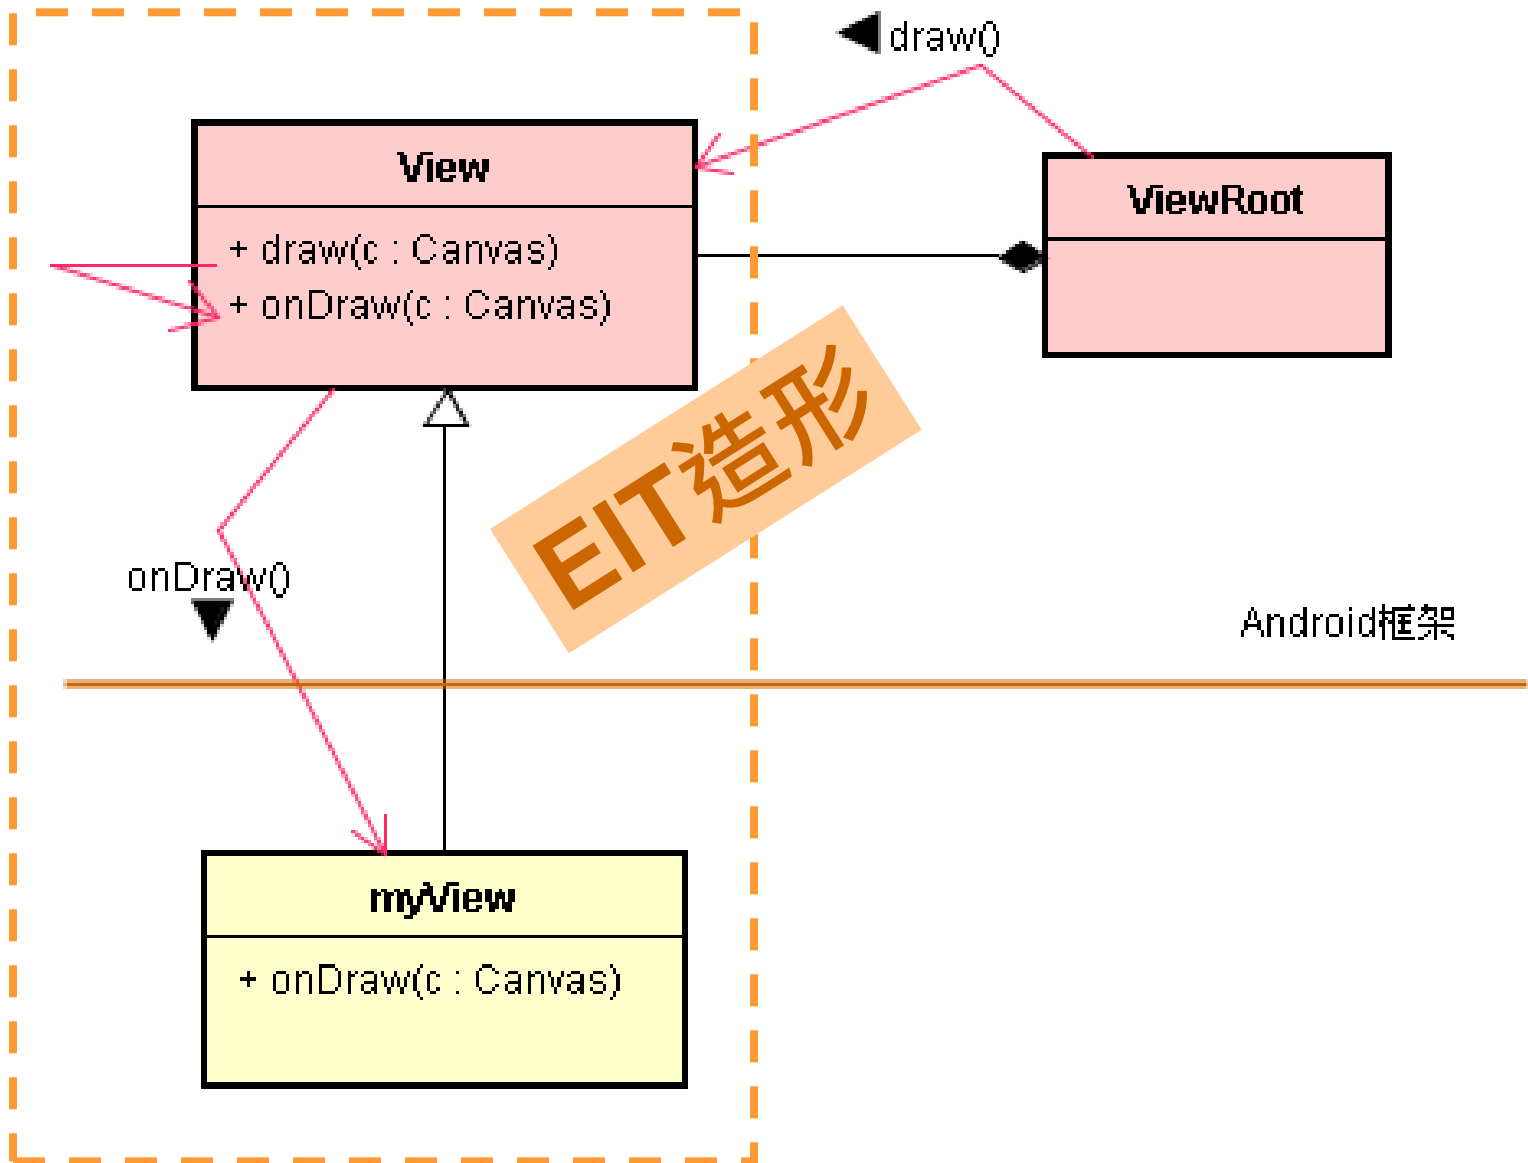 draw()
View
+ draw(c : Canvas)
+ onDraw(c : Canvas)
ViewRoot
EIT造形
onDraw()
Android框架
myView
+ onDraw(c : Canvas)